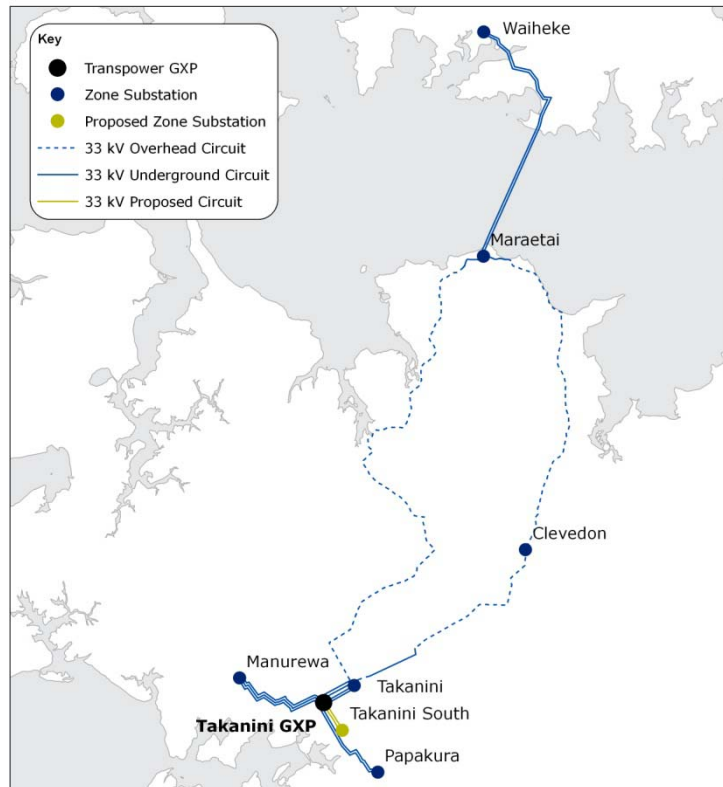 Key
Transpower GXP
Zone Substation
Proposed Zone Substation
33 kV Overhead Circuit
33 kV Underground Circuit
33 kV Proposed Circuit
Waiheke
Maraetai
Clevedon
Manurewa
Takanini
Takanini GXP
Takanini South
Papakura